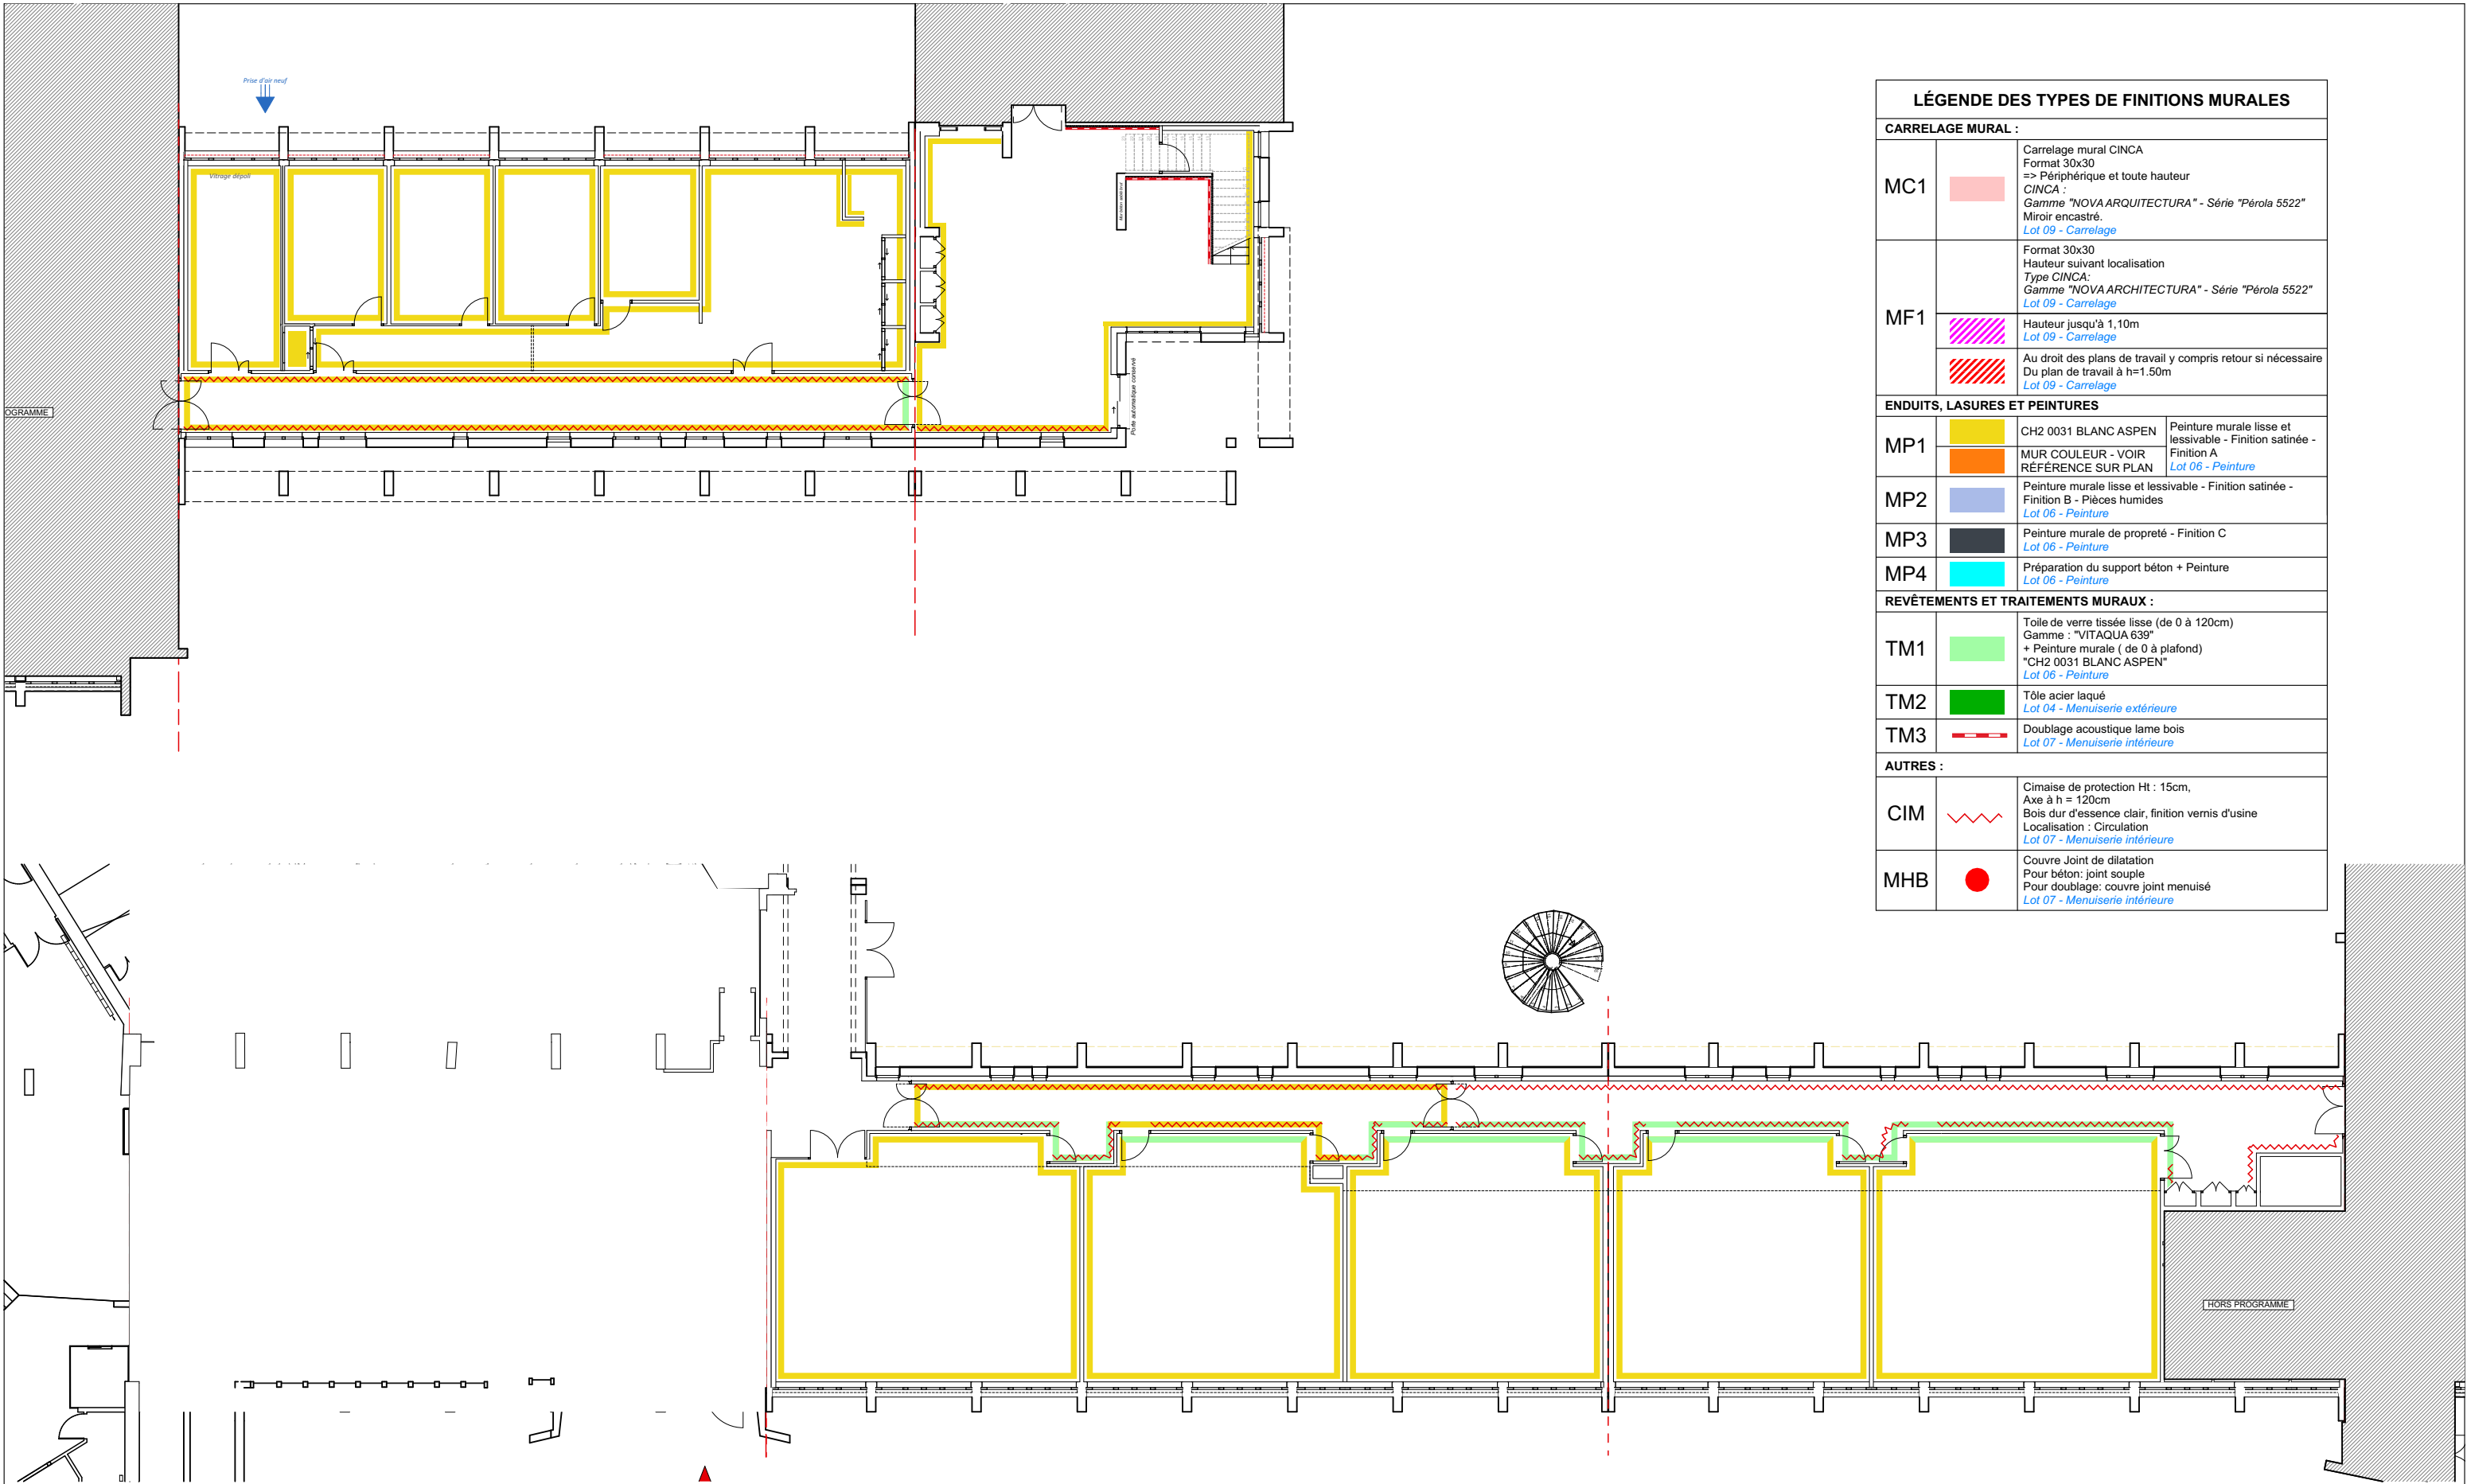 Prise d'air neuf
Vitrage dépoli
OGRAMME
Porte automatique conservé
HORS PROGRAMME
LÉGENDE DES TYPES DE FINITIONS MURALES
CARRELAGE MURAL :
MC1
Carrelage mural CINCA
Format 30x30
=> Périphérique et toute hauteur
CINCA :
Gamme "NOVA ARQUITECTURA" - Série "Pérola 5522"
Miroir encastré.
Lot 09 - Carrelage
MF1
Format 30x30
Hauteur suivant localisation
Type CINCA:
Gamme "NOVA ARCHITECTURA" - Série "Pérola 5522"
Lot 09 - Carrelage
Hauteur jusqu'à 1,10m
Lot 09 - Carrelage
Au droit des plans de travail y compris retour si nécessaire
Du plan de travail à h=1.50m
Lot 09 - Carrelage
ENDUITS, LASURES ET PEINTURES
MP1
CH2 0031 BLANC ASPEN
MUR COULEUR - VOIR
RÉFÉRENCE SUR PLAN
Peinture murale lisse et
lessivable - Finition satinée -
Finition A
Lot 06 - Peinture
MP2
Peinture murale lisse et lessivable - Finition satinée -
Finition B - Pièces humides
Lot 06 - Peinture
MP3
Peinture murale de propreté - Finition C
Lot 06 - Peinture
MP4
Préparation du support béton + Peinture
Lot 06 - Peinture
REVÊTEMENTS ET TRAITEMENTS MURAUX :
TM1
Toile de verre tissée lisse (de 0 à 120cm)
Gamme : "VITAQUA 639"
+ Peinture murale ( de 0 à plafond)
"CH2 0031 BLANC ASPEN"
Lot 06 - Peinture
TM2
Tôle acier laqué
Lot 04 - Menuiserie extérieure
TM3
Doublage acoustique lame bois
Lot 07 - Menuiserie intérieure
AUTRES :
CIM
Cimaise de protection Ht : 15cm,
Axe à h = 120cm
Bois dur d'essence clair, finition vernis d'usine
Localisation : Circulation
Lot 07 - Menuiserie intérieure
MHB
Couvre Joint de dilatation
Pour béton: joint souple
Pour doublage: couvre joint menuisé
Lot 07 - Menuiserie intérieure